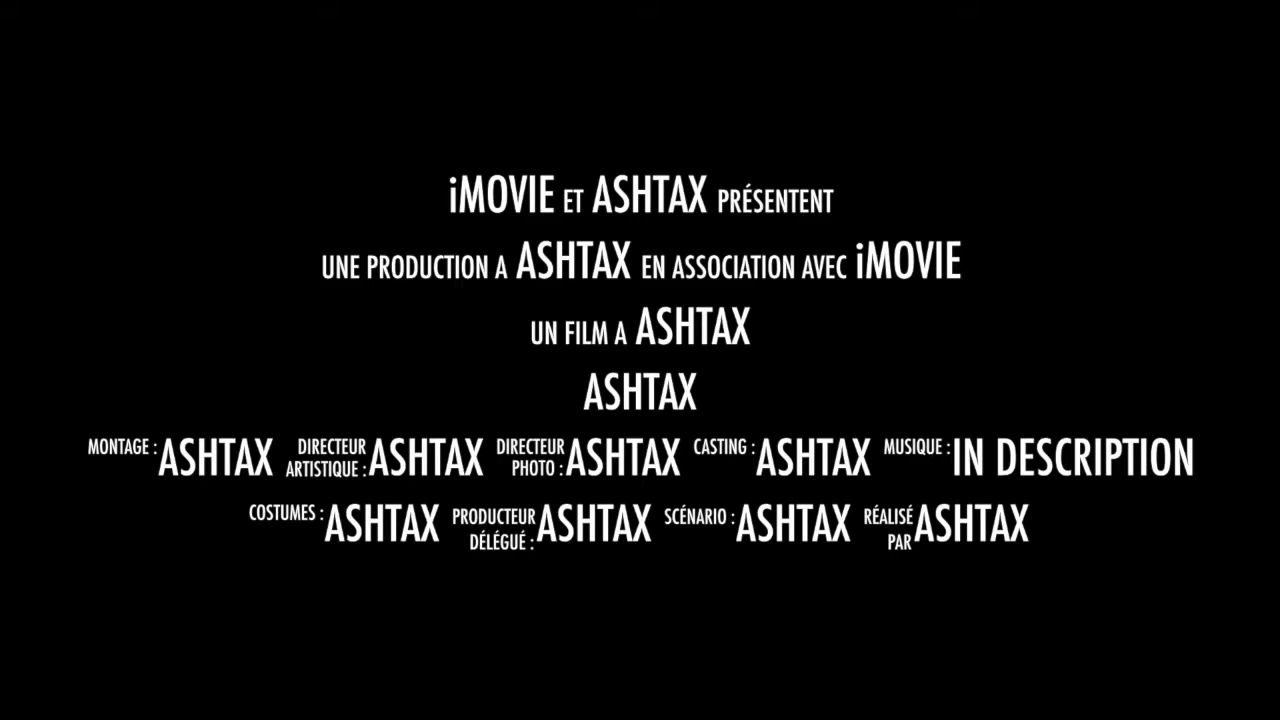 iMOVIE ET ASHTAX PRÉSENTENT
UNE PRODUCTION A ASHTAX EN ASSOCIATION AVEC iMOVIE
UN FILM A ASHTAX
ASHTAX
MONTAGE : ASHTAX DIRECTEUR ARTISTIQUE : ASHTAX DIRECTEUR PHOTO : ASHTAX CASTING : ASHTAX MUSIQUE : IN DESCRIPTION
COSTUMES : ASHTAX PRODUCTEUR DÉLÉGUÉ : ASHTAX SCÉNARIO : ASHTAX RÉALISÉ PAR ASHTAX